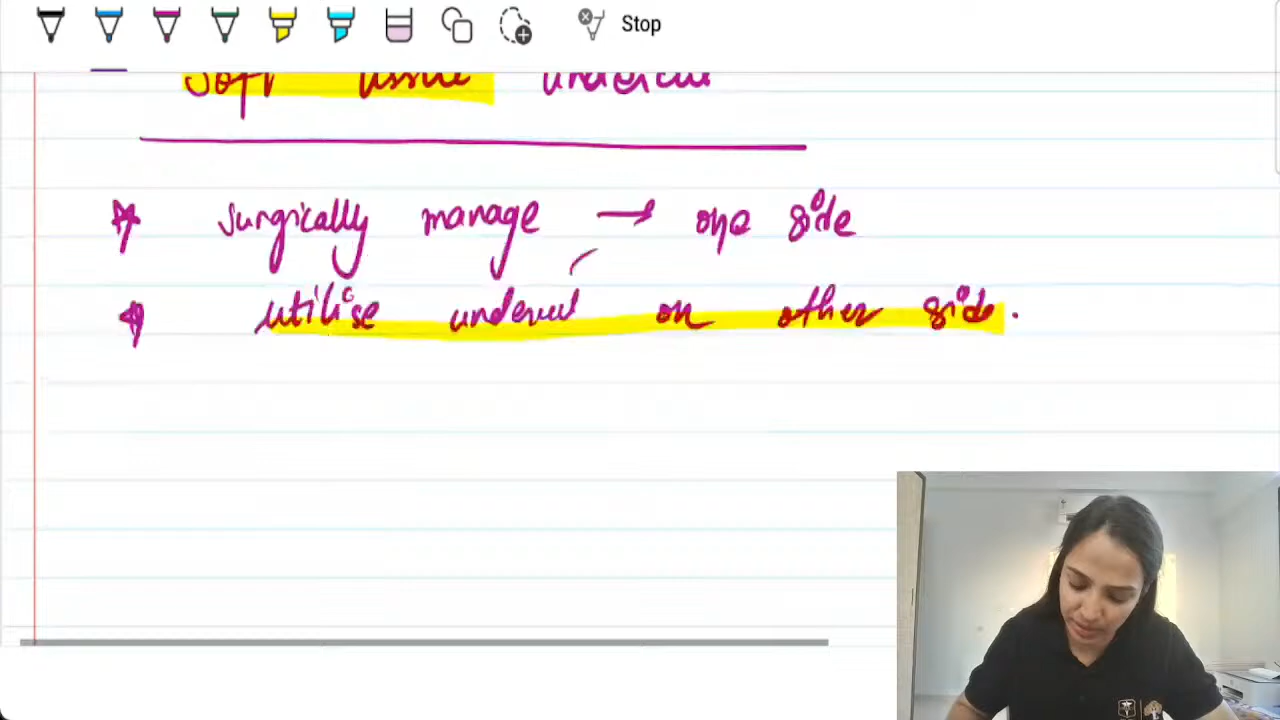 Stop
Soft tissue undercut
surgically manage → one side
utilise undercut on other side.